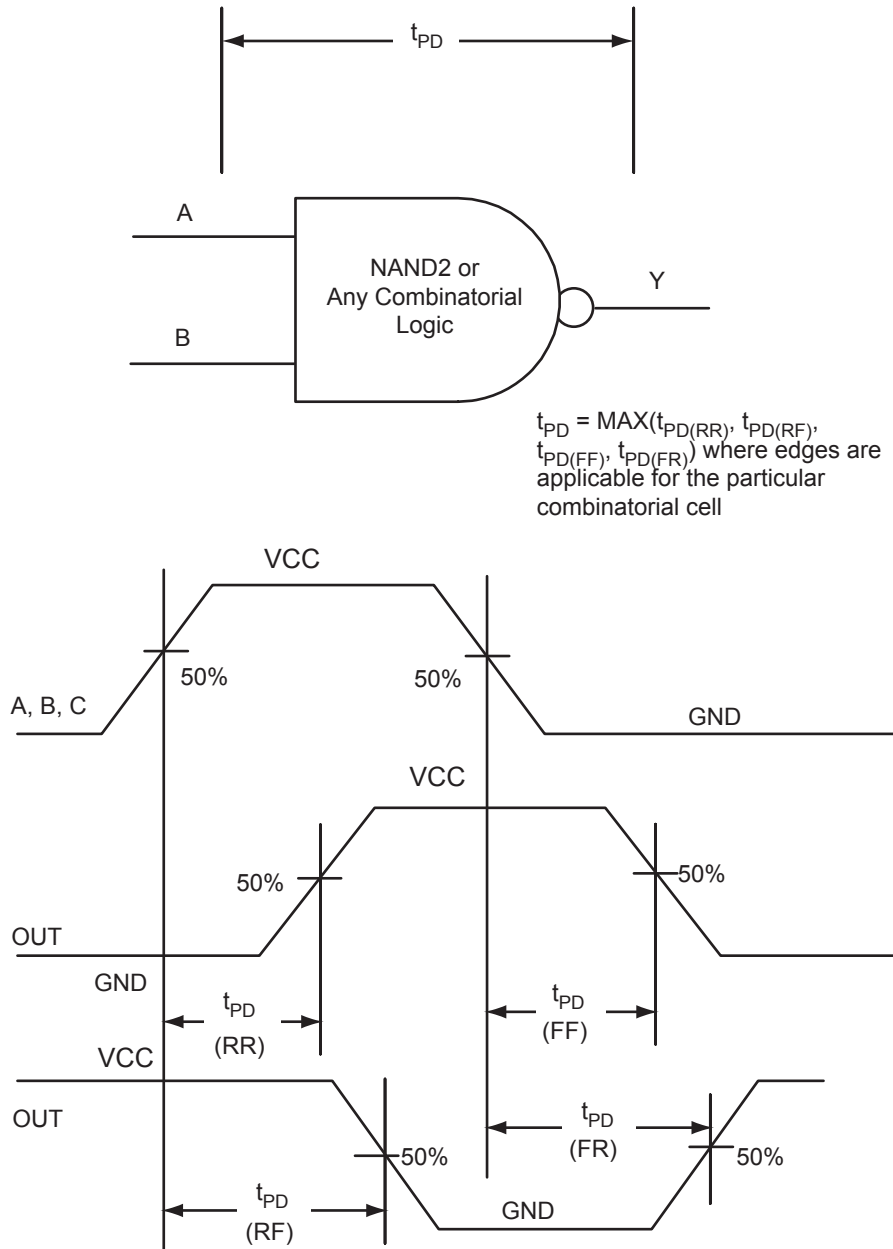 tPD
A
NAND2 or
Any Combinatorial
Logic
Y
B
tPD = MAX(tPD(RR), tPD(RF),
tPD(FF), tPD(FR)) where edges are
applicable for the particular
combinatorial cell
VCC
50%
50%
A, B, C
GND
VCC
50%
50%
OUT
GND
tPD
(RR)
tPD
(FF)
VCC
OUT
tPD
(FR)
50%
50%
tPD
(RF)
GND